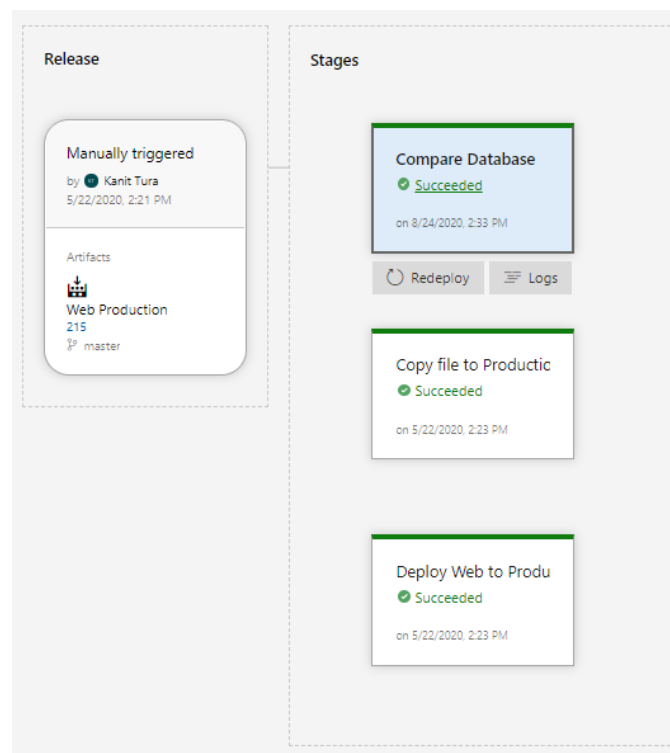 Release
Manually triggered
by Kanit Tura
5/22/2020, 2:21 PM
Artifacts
Web Production
215
master
Stages
Compare Database
Succeeded
on 8/24/2020, 2:33 PM
Redeploy
Logs
Copy file to Productic
Succeeded
on 5/22/2020, 2:23 PM
Deploy Web to Produ
Succeeded
on 5/22/2020, 2:23 PM